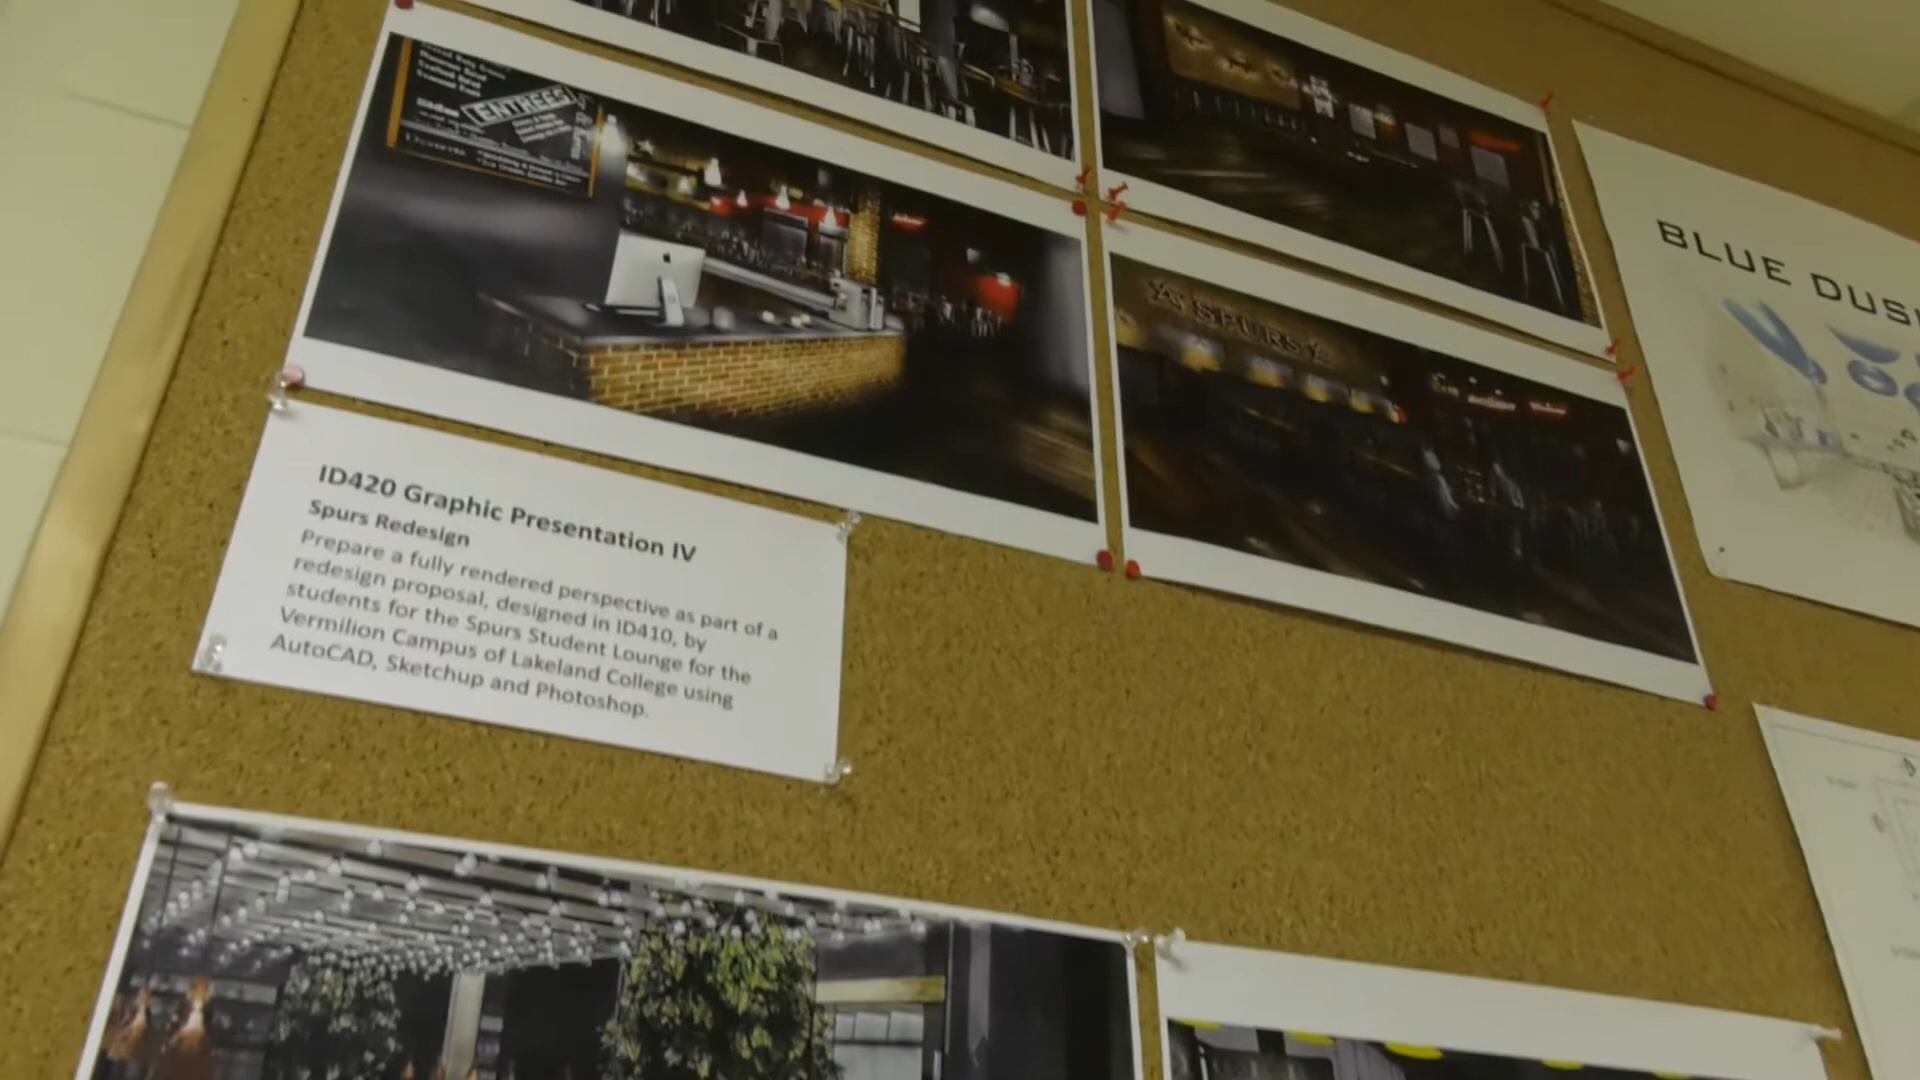 ENTRÉES
SPURS
BLUE DUS
ID420 Graphic Presentation IV
Spurs Redesign
Prepare a fully rendered perspective as part of a
redesign proposal, designed in ID410, by
students for the Spurs Student Lounge for the
Vermilion Campus of Lakeland College using
AutoCAD, Sketchup and Photoshop.